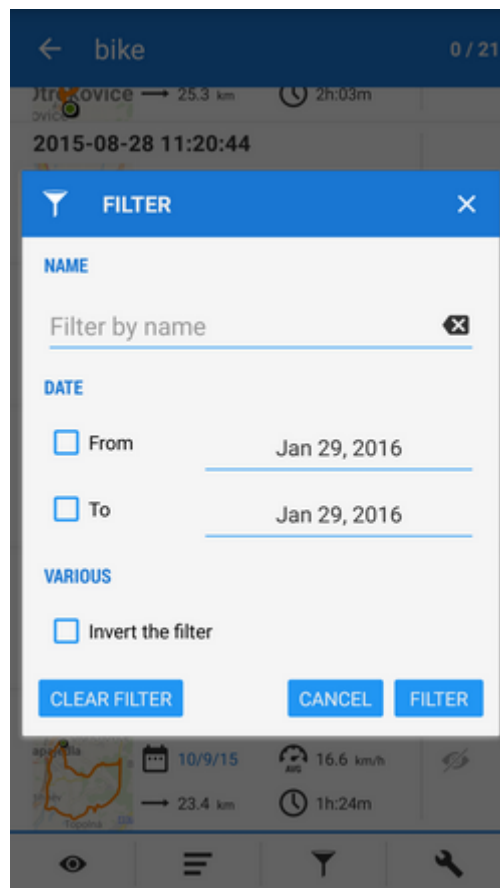 bike 0 / 21
25.3 km 2h:03m
2015-08-28 11:20:44
FILTER
NAME
Filter by name
DATE
From Jan 29, 2016
To Jan 29, 2016
VARIOUS
Invert the filter
CLEAR FILTER CANCEL FILTER
10/9/15 AVG 16.6 km/h
23.4 km 1h:24m
Topolná